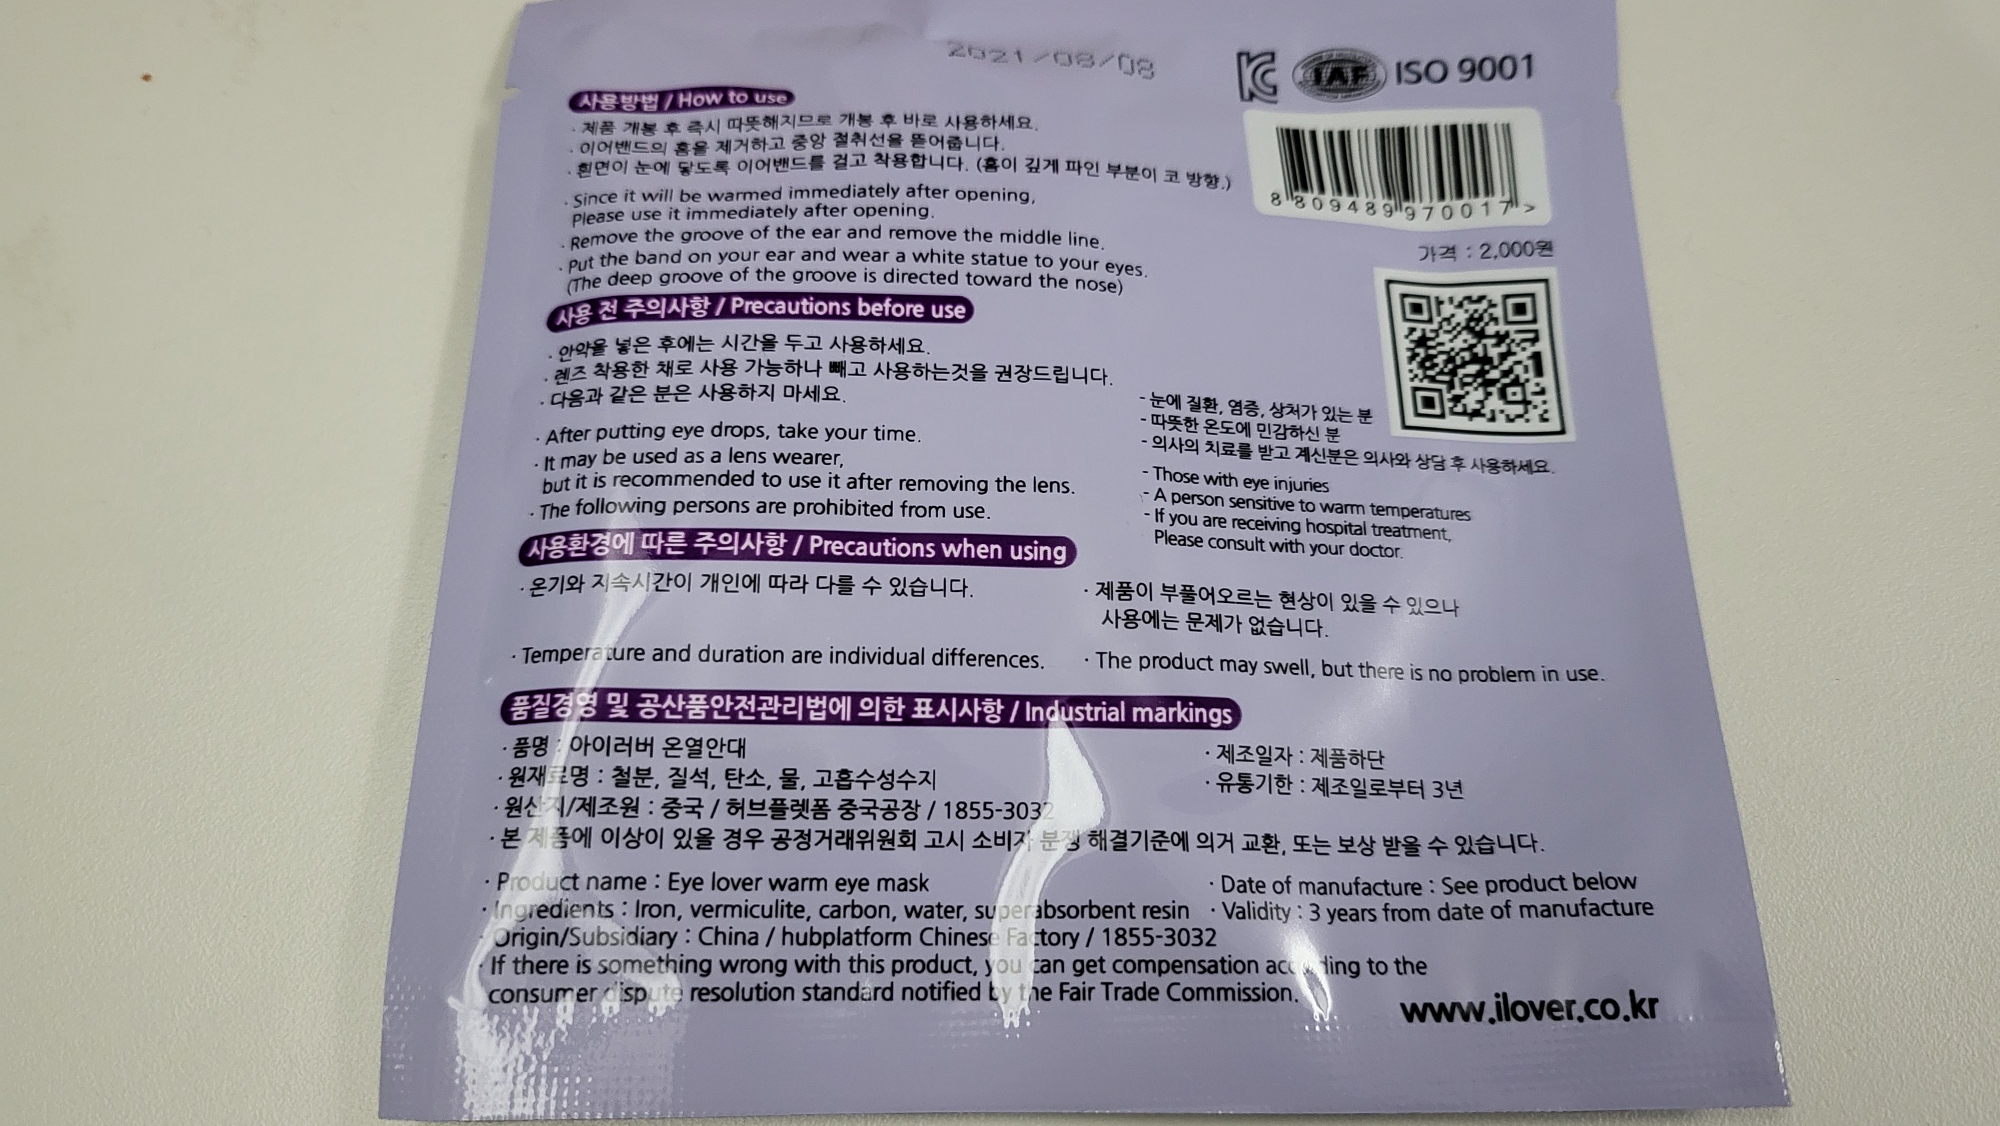 2021/08/08
IAF ISO 9001
사용방법 / How to use
· 제품 개봉 후 즉시 따뜻해지므로 개봉 후 바로 사용하세요.
· 이어밴드의 홈을 제거하고 중앙 절취선을 뜯어줍니다.
· 흰면이 눈에 닿도록 이어밴드를 걸고 착용합니다. (홈이 깊게 파인 부분이 코 방향.)
· Since it will be warmed immediately after opening,
Please use it immediately after opening.
· Remove the groove of the ear and remove the middle line.
· Put the band on your ear and wear a white statue to your eyes.
(The deep groove of the groove is directed toward the nose)
8 809489 970017 >
가격 : 2,000원
사용 전 주의사항 / Precautions before use
· 안약을 넣은 후에는 시간을 두고 사용하세요.
· 렌즈 착용한 채로 사용 가능하나 빼고 사용하는것을 권장드립니다.
· 다음과 같은 분은 사용하지 마세요.
- 눈에 질환, 염증, 상처가 있는 분
- 따뜻한 온도에 민감하신 분
- 의사의 치료를 받고 계신분은 의사와 상담 후 사용하세요.
· After putting eye drops, take your time.
· It may be used as a lens wearer,
but it is recommended to use it after removing the lens.
· The following persons are prohibited from use.
- Those with eye injuries
- A person sensitive to warm temperatures
- If you are receiving hospital treatment,
Please consult with your doctor.
사용환경에 따른 주의사항 / Precautions when using
· 온기와 지속시간이 개인에 따라 다를 수 있습니다.
· 제품이 부풀어오르는 현상이 있을 수 있으나
사용에는 문제가 없습니다.
· Temperature and duration are individual differences.
· The product may swell, but there is no problem in use.
품질경영 및 공산품안전관리법에 의한 표시사항 / Industrial markings
· 품명 : 아이러버 온열안대
· 제조일자 : 제품하단
· 원재료명 : 철분, 질석, 탄소, 물, 고흡수성수지
· 유통기한 : 제조일로부터 3년
· 원산지/제조원 : 중국 / 허브플렛폼 중국공장 / 1855-3032
· 본 제품에 이상이 있을 경우 공정거래위원회 고시 소비자 분쟁 해결기준에 의거 교환, 또는 보상 받을 수 있습니다.
· Product name : Eye lover warm eye mask
· Date of manufacture : See product below
· Ingredients : Iron, vermiculite, carbon, water, superabsorbent resin
· Validity : 3 years from date of manufacture
· Origin/Subsidiary : China / hubplatform Chinese Factory / 1855-3032
· If there is something wrong with this product, you can get compensation according to the
consumer dispute resolution standard notified by the Fair Trade Commission.
www.ilover.co.kr